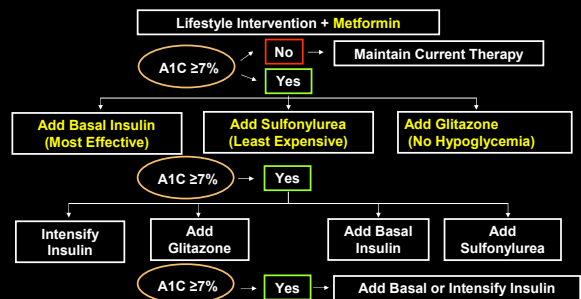 Lifestyle Intervention + Metformin
A1C ≥7%
No
Maintain Current Therapy
Yes
Add Basal Insulin
(Most Effective)
Add Sulfonylurea
(Least Expensive)
Add Glitazone
(No Hypoglycemia)
A1C ≥7%
Yes
Intensify
Insulin
Add
Glitazone
Add Basal
Insulin
Add
Sulfonylurea
A1C ≥7%
Yes
Add Basal or Intensify Insulin